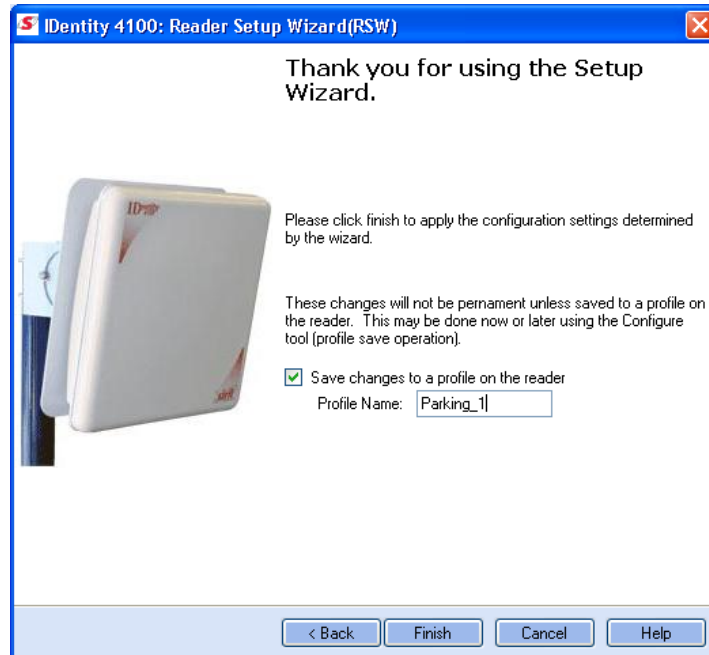 IDentity 4100: Reader Setup Wizard(RSW)
Thank you for using the Setup
Wizard.
Please click finish to apply the configuration settings determined
by the wizard.
These changes will not be pernament unless saved to a profile on
the reader. This may be done now or later using the Configure
tool (profile save operation).
Save changes to a profile on the reader
Profile Name: Parking_1
< Back Finish Cancel Help